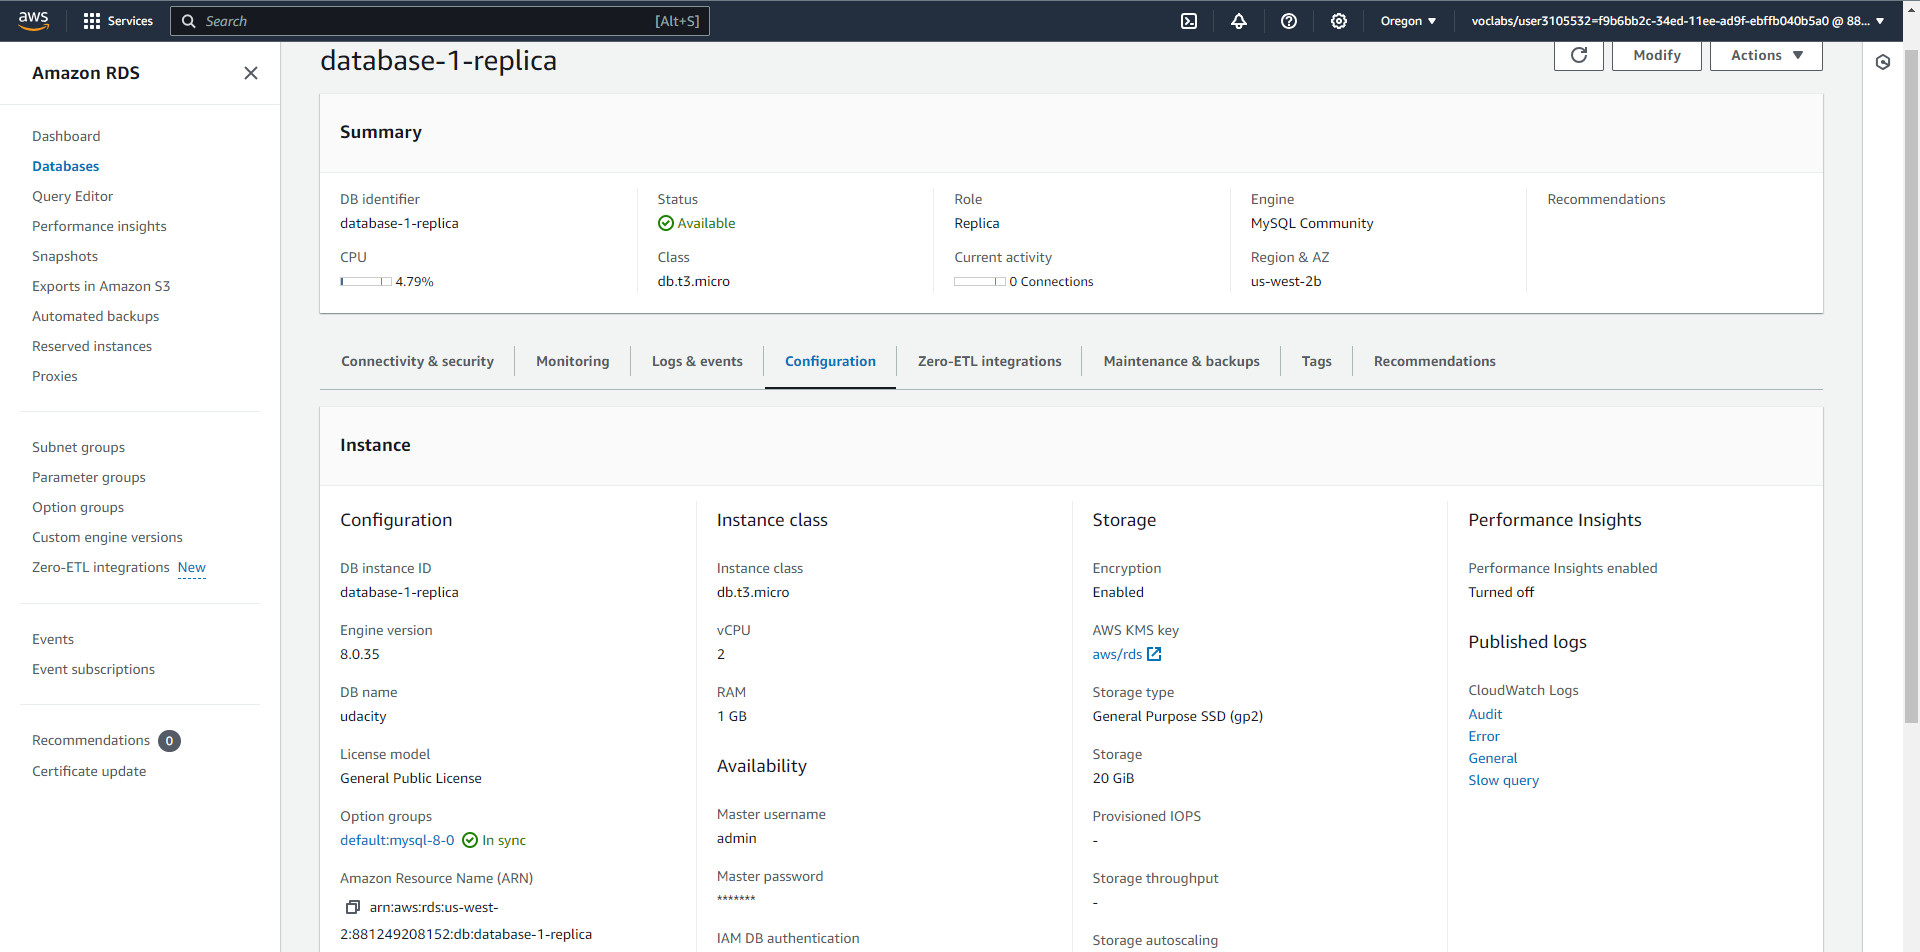 aws
Services
Search
[Alt+S]
Oregon ▼
voclabs/user3105532=f9b6bb2c-34ed-11ee-ad9f-ebffb040b5a0 @ 88... ▼
Amazon RDS
Dashboard
Databases
Query Editor
Performance insights
Snapshots
Exports in Amazon S3
Automated backups
Reserved instances
Proxies
Subnet groups
Parameter groups
Option groups
Custom engine versions
Zero-ETL integrations New
Events
Event subscriptions
Recommendations 0
Certificate update
database-1-replica
Modify
Actions ▼
Summary
DB identifier
database-1-replica
CPU
4.79%
Status
Available
Class
db.t3.micro
Role
Replica
Current activity
0 Connections
Engine
MySQL Community
Region & AZ
us-west-2b
Recommendations
Connectivity & security
Monitoring
Logs & events
Configuration
Zero-ETL integrations
Maintenance & backups
Tags
Recommendations
Instance
Configuration
DB instance ID
database-1-replica
Engine version
8.0.35
DB name
udacity
License model
General Public License
Option groups
default:mysql-8-0 In sync
Amazon Resource Name (ARN)
arn:aws:rds:us-west-
2:881249208152:db:database-1-replica
Instance class
Instance class
db.t3.micro
vCPU
2
RAM
1 GB
Availability
Master username
admin
Master password
*******
IAM DB authentication
Storage
Encryption
Enabled
AWS KMS key
aws/rds
Storage type
General Purpose SSD (gp2)
Storage
20 GiB
Provisioned IOPS
-
Storage throughput
-
Storage autoscaling
Performance Insights
Performance Insights enabled
Turned off
Published logs
CloudWatch Logs
Audit
Error
General
Slow query